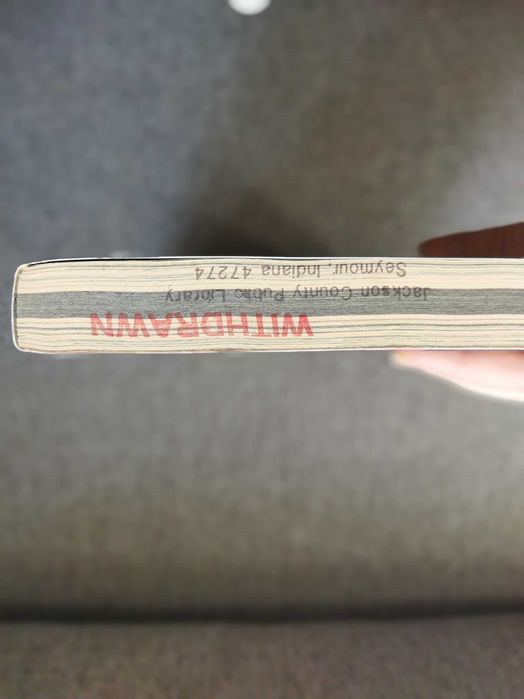 WITHDRAWN
Jackson County Public Library
Seymour, Indiana 47274